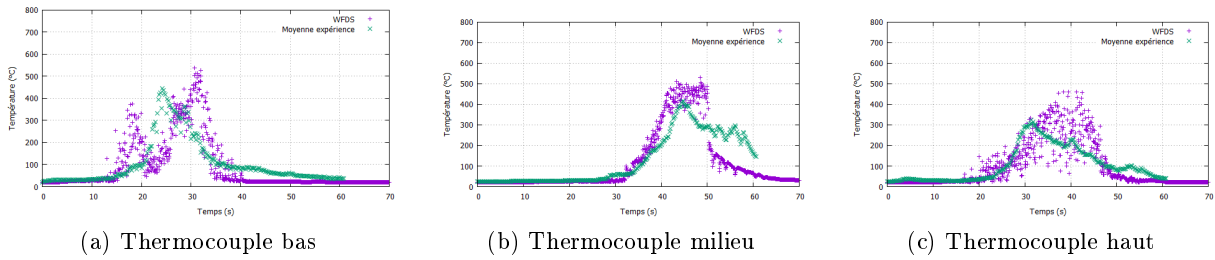 800
700
600
500
400
300
200
100
0
Température (°C)
0 10 20 30 40 50 60 70
Temps (s)
WFDS
Moyenne expérience
(a) Thermocouple bas
800
700
600
500
400
300
200
100
0
Température (°C)
0 10 20 30 40 50 60 70
Temps (s)
WFDS
Moyenne expérience
(b) Thermocouple milieu
800
700
600
500
400
300
200
100
0
Température (°C)
0 10 20 30 40 50 60 70
Temps (s)
WFDS
Moyenne expérience
(c) Thermocouple haut